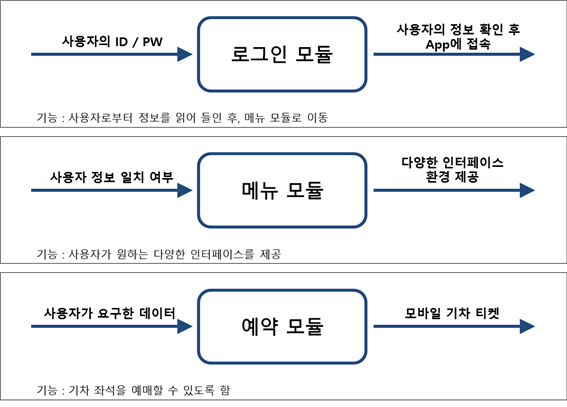 사용자의 ID / PW
로그인 모듈
사용자의 정보 확인 후
App에 접속
기능 : 사용자로부터 정보를 읽어 들인 후, 메뉴 모듈로 이동
사용자 정보 일치 여부
메뉴 모듈
다양한 인터페이스
환경 제공
기능 : 사용자가 원하는 다양한 인터페이스를 제공
사용자가 요구한 데이터
예약 모듈
모바일 기차 티켓
기능 : 기차 좌석을 예매할 수 있도록 함